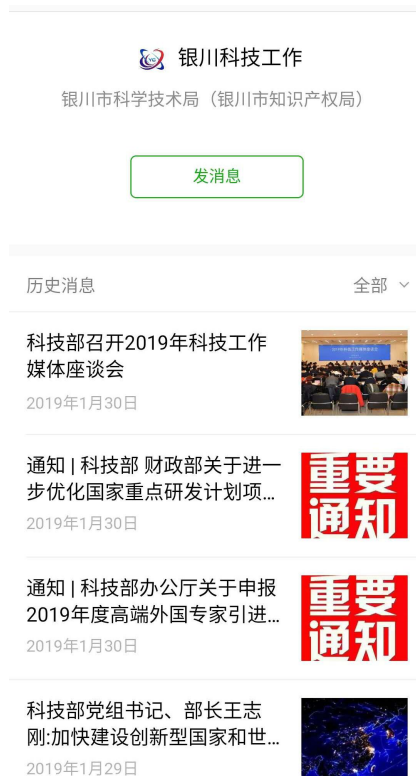 银川科技工作
银川市科学技术局（银川市知识产权局）
发消息
历史消息
全部
科技部召开2019年科技工作
媒体座谈会
2019年1月30日
通知 | 科技部 财政部关于进一
步优化国家重点研发计划项...
2019年1月30日
重要
通知
通知 | 科技部办公厅关于申报
2019年度高端外国专家引进...
2019年1月30日
重要
通知
科技部党组书记、部长王志
刚:加快建设创新型国家和世...
2019年1月29日